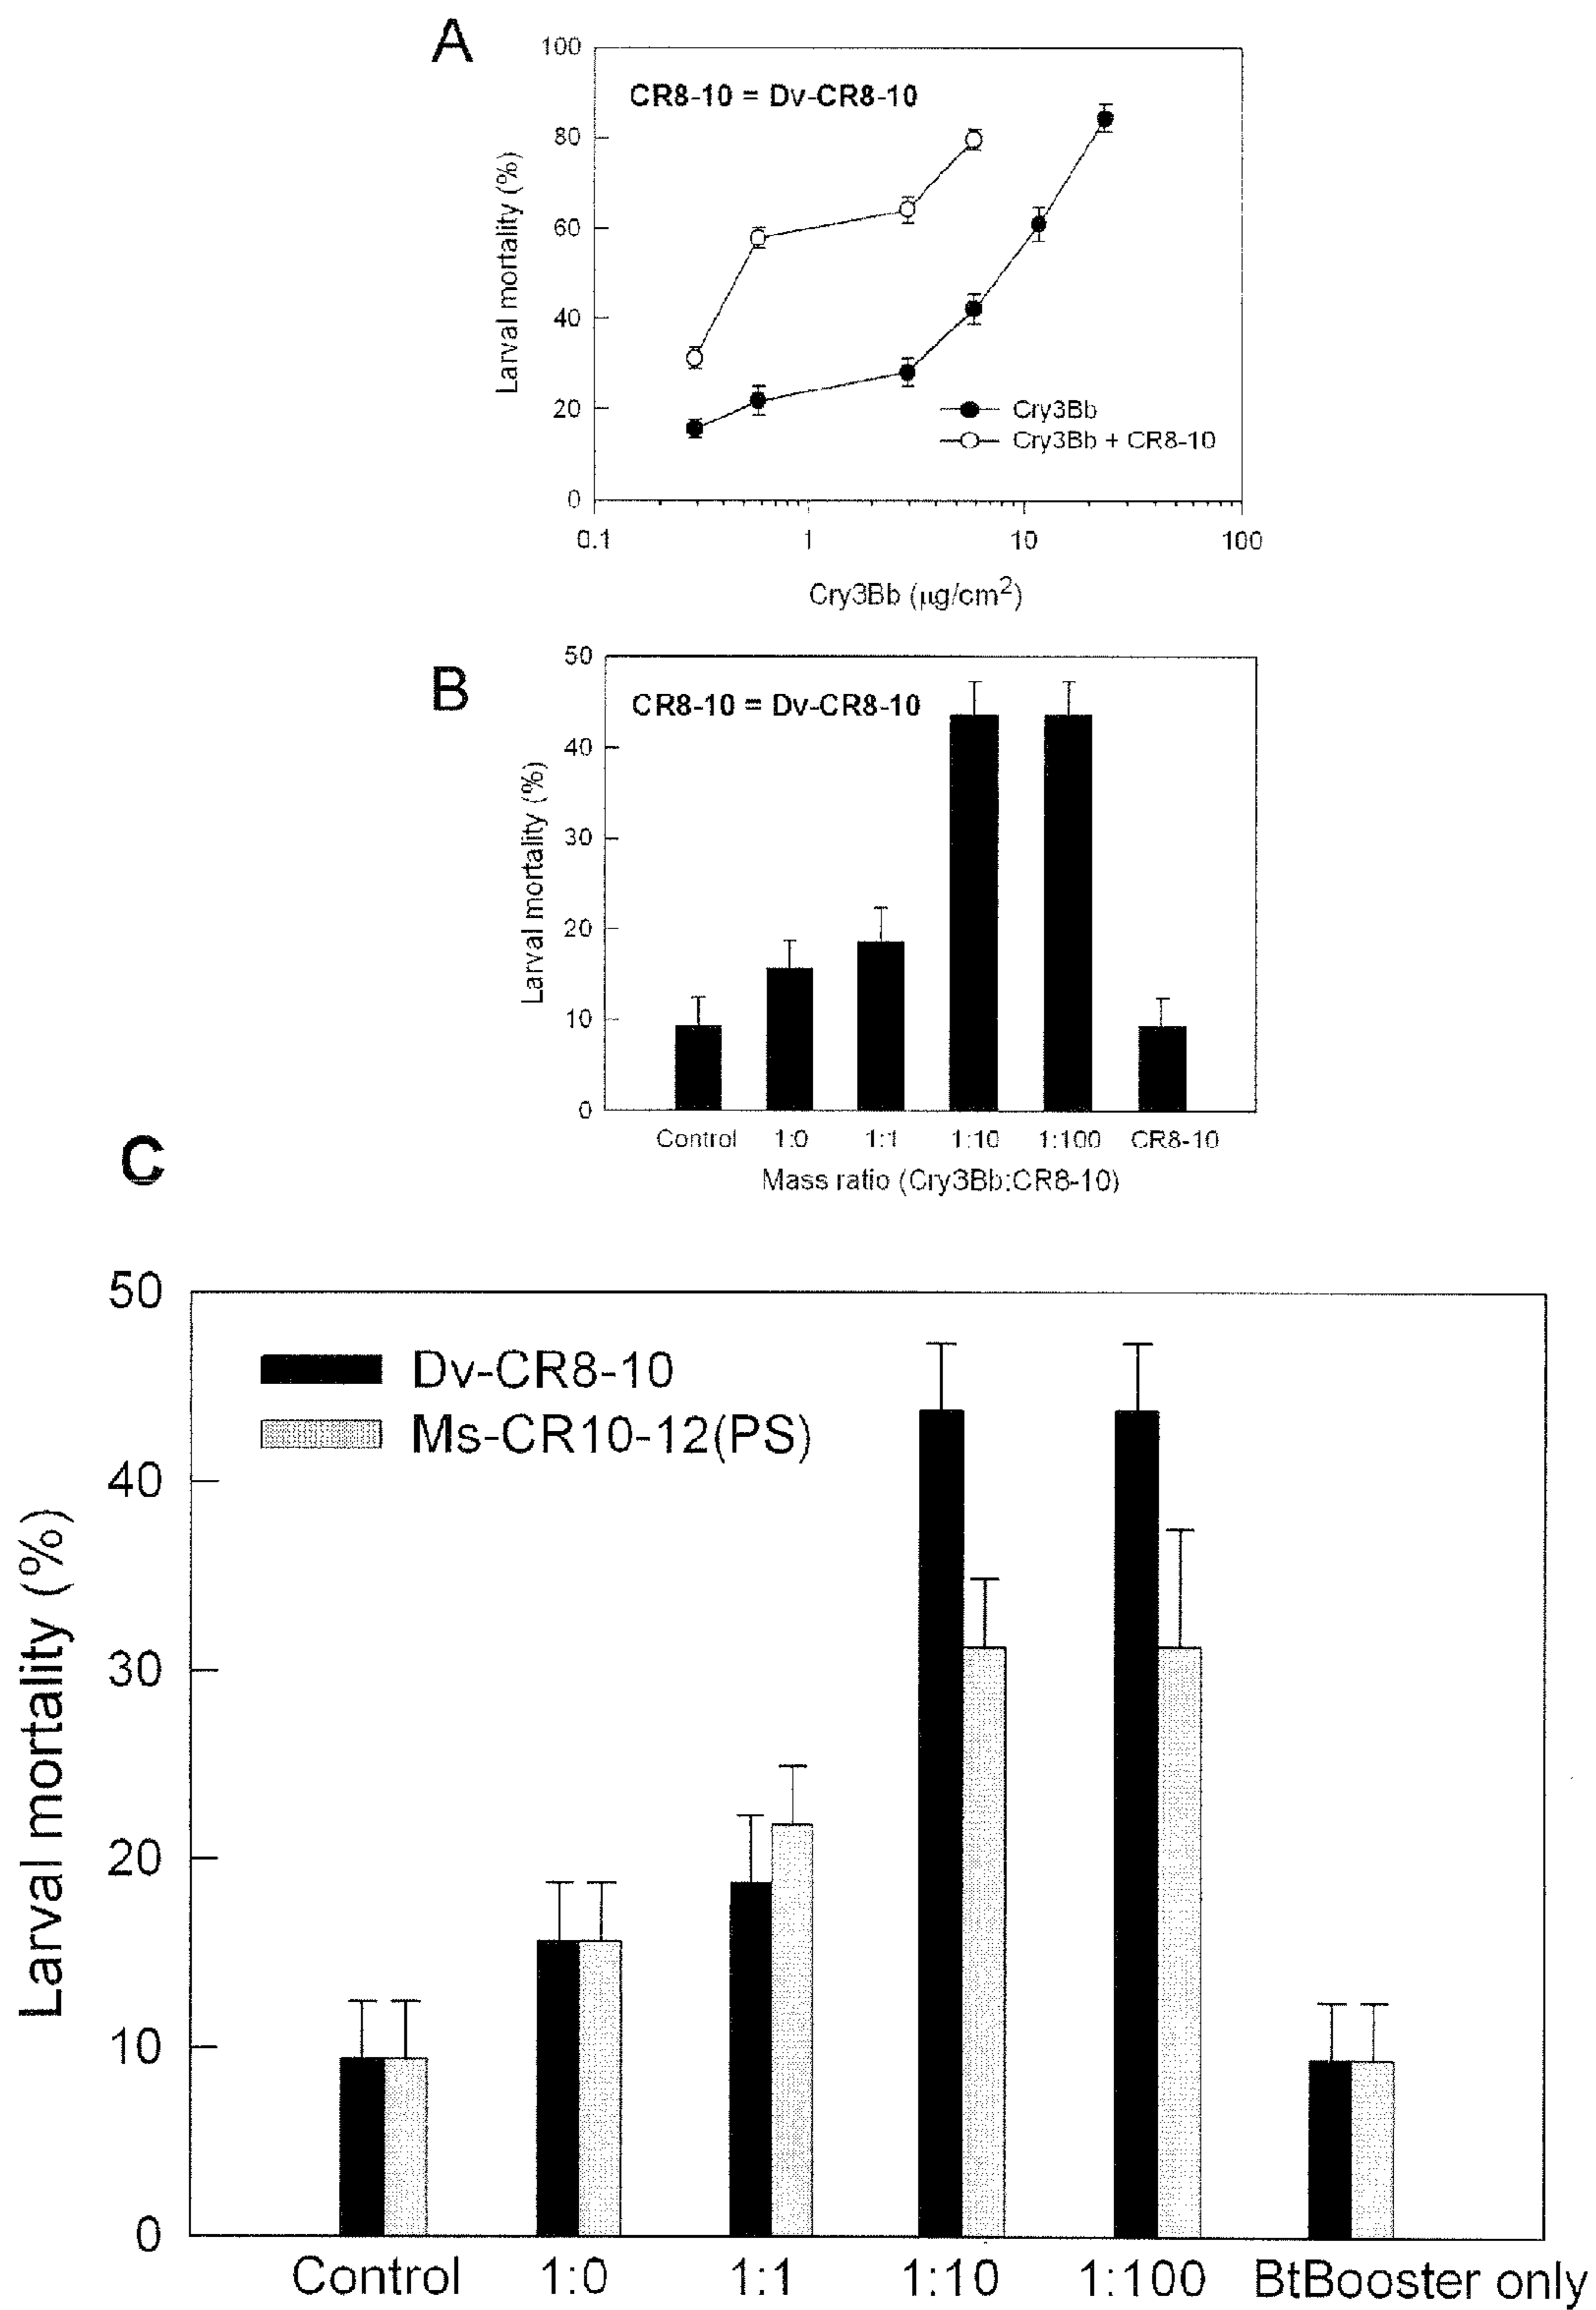 A
100
80
60
40
20
0
Larval mortality (%)
CR8-10 = Dv-CR8-10
Cry3Bb
Cry3Bb + CR8-10
0.1 1 10 100
Cry3Bb (μg/cm2)
B
50
40
30
20
10
0
Larval mortality (%)
CR8-10 = Dv-CR8-10
Control 1:0 1:1 1:10 1:100 CR8-10
Mass ratio (Cry3Bb:CR8-10)
C
50
40
30
20
10
0
Larval mortality (%)
Dv-CR8-10
Ms-CR10-12(PS)
Control 1:0 1:1 1:10 1:100 BtBooster only